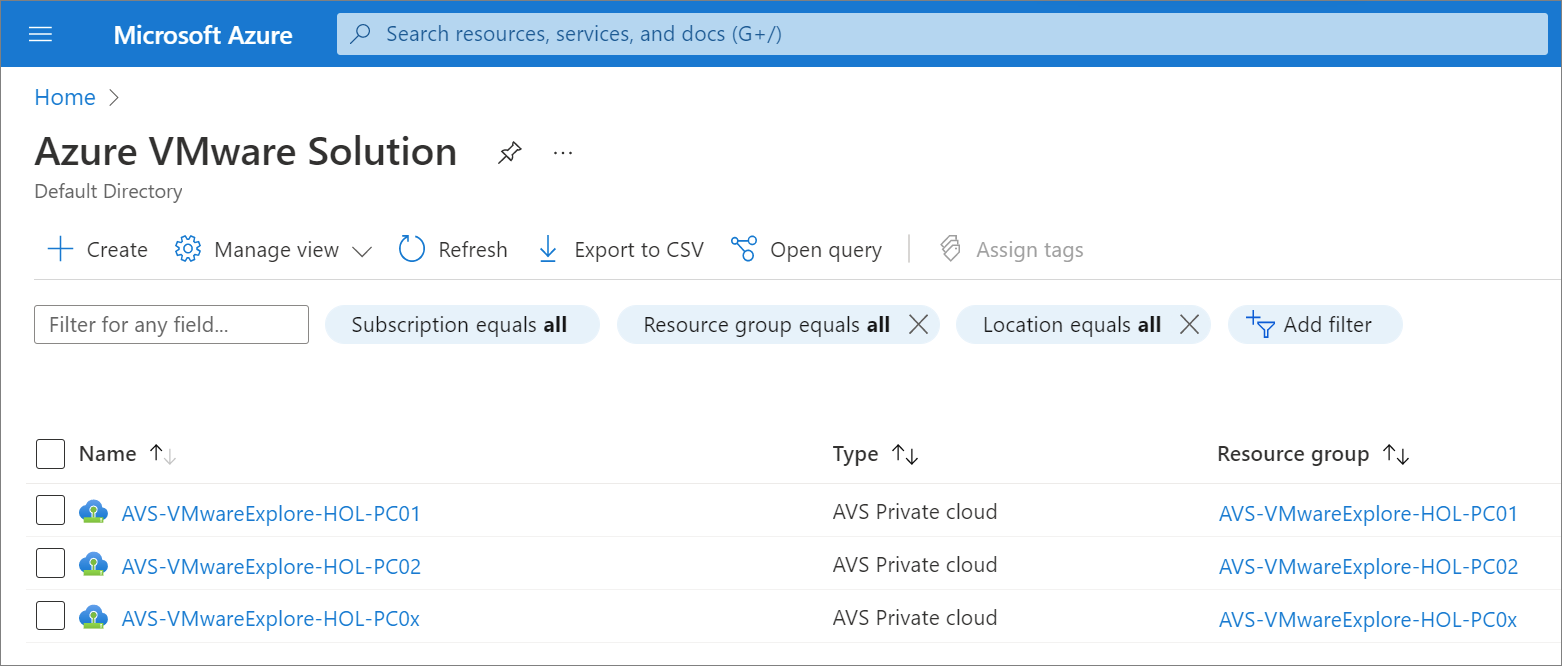 Microsoft Azure Search resources, services, and docs (G+/)
Home
Azure VMware Solution ...
Default Directory
Create Manage view Refresh Export to CSV Open query Assign tags
Filter for any field... Subscription equals all Resource group equals all Location equals all Add filter
Name Type Resource group
AVS-VMwareExplore-HOL-PC01 AVS Private cloud AVS-VMwareExplore-HOL-PC01
AVS-VMwareExplore-HOL-PC02 AVS Private cloud AVS-VMwareExplore-HOL-PC02
AVS-VMwareExplore-HOL-PC0x AVS Private cloud AVS-VMwareExplore-HOL-PC0x